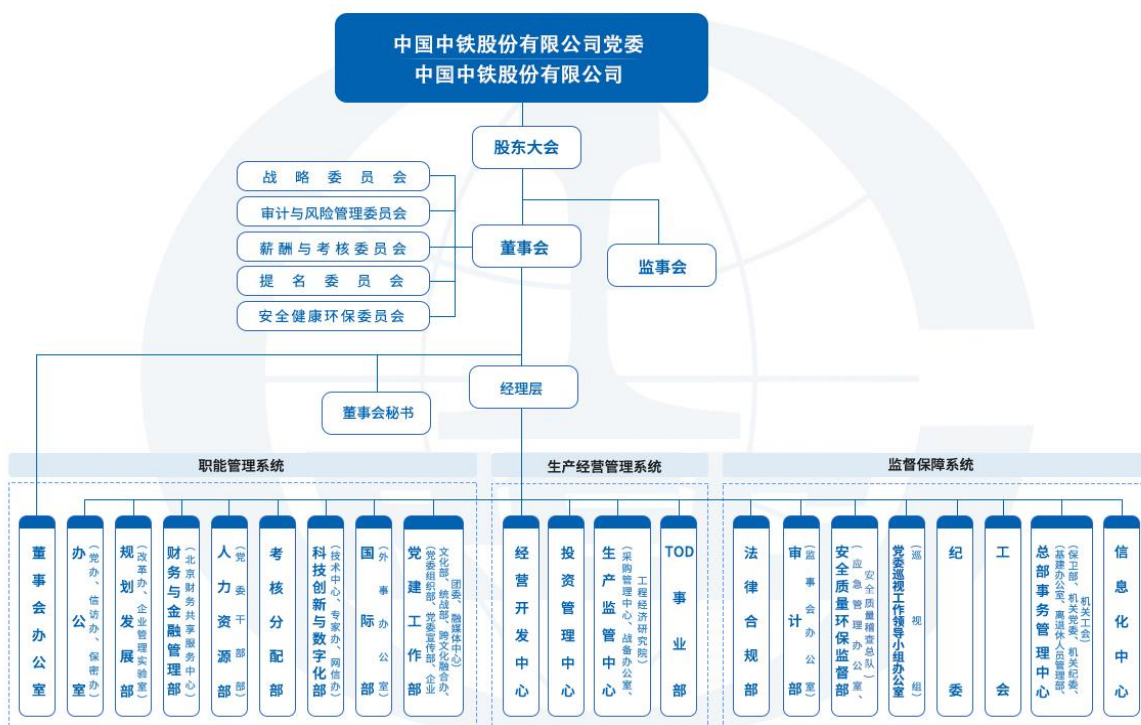 中国中铁股份有限公司党委
中国中铁股份有限公司
股东大会
战略委员会
审计与风险管理委员会
薪酬与考核委员会
提名委员会
安全健康环保委员会
董事会
监事会
经理层
董事会秘书
职能管理系统
生产经营管理系统
监督保障系统
董事会办公室
办公室
(党办、信访办、保密办)
规划发展部
(改革办、企业管理实验室)
财务与金融管理部
(北京财务共享服务中心)
人力资源部
(党委干部部)
考核分配部
科技创新与数字化部
(技术中心、专家办、网信办)
国际部
(外事办公室)
党建工作部
(党委组织部、党委宣传部、企业
文化部、统战部、跨文化融合办、
团委、融媒体中心)
经营开发中心
投资管理中心
生产监管中心
(采购管理中心、战备办公室、
工程经济研究院)
TOD事业部
法律合规部
审计部
(监事会办公室)
安全质量环保监督部
(应急管理办公室、
安全质量稽查总队)
党委巡视工作领导小组办公室
(巡视组)
纪委
工会
总部事务管理中心
(保卫部、机关党委、机关纪委、
基建办公室、离退休人员管理部、
机关工会)
信息化中心